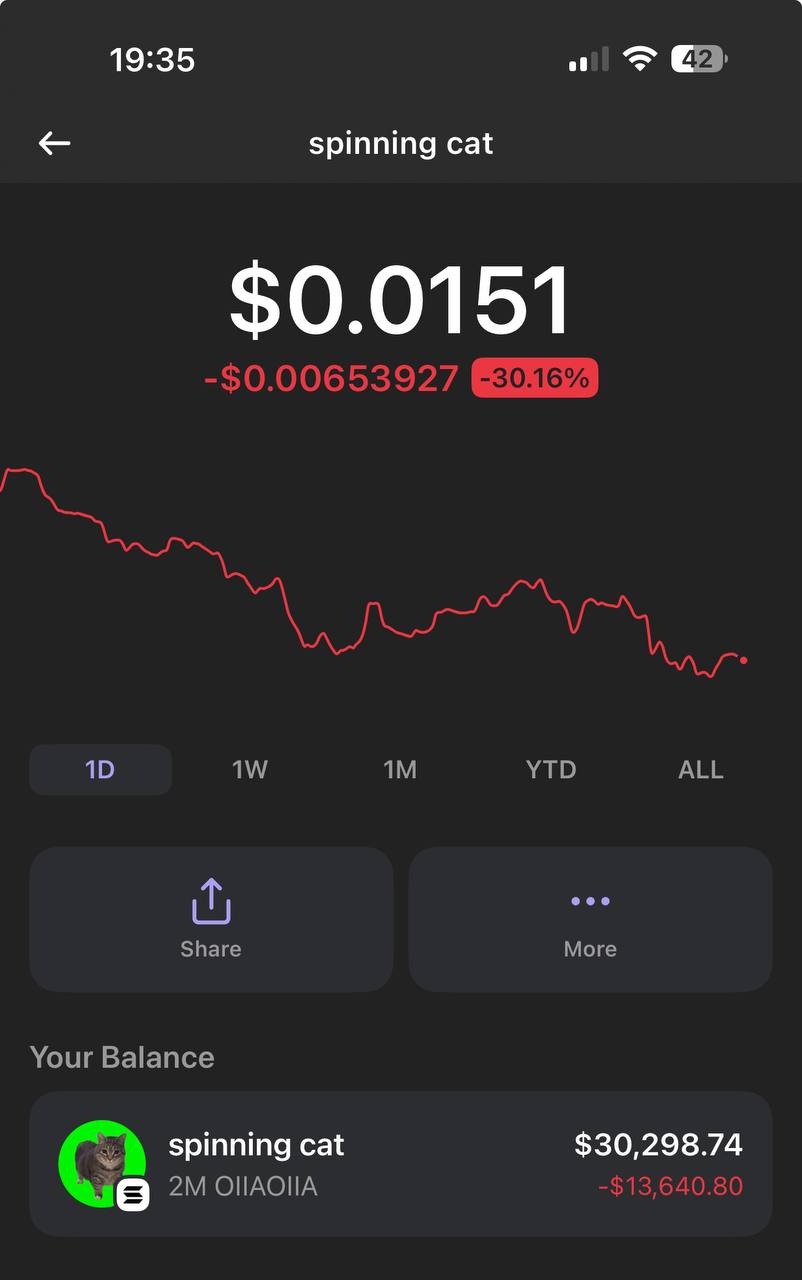 19:35
42
spinning cat
$0.0151
-$0.00653927 -30.16%
1D 1W 1M YTD ALL
Share More
Your Balance
spinning cat $30,298.74
2M OIIAOIIA -$13,640.80